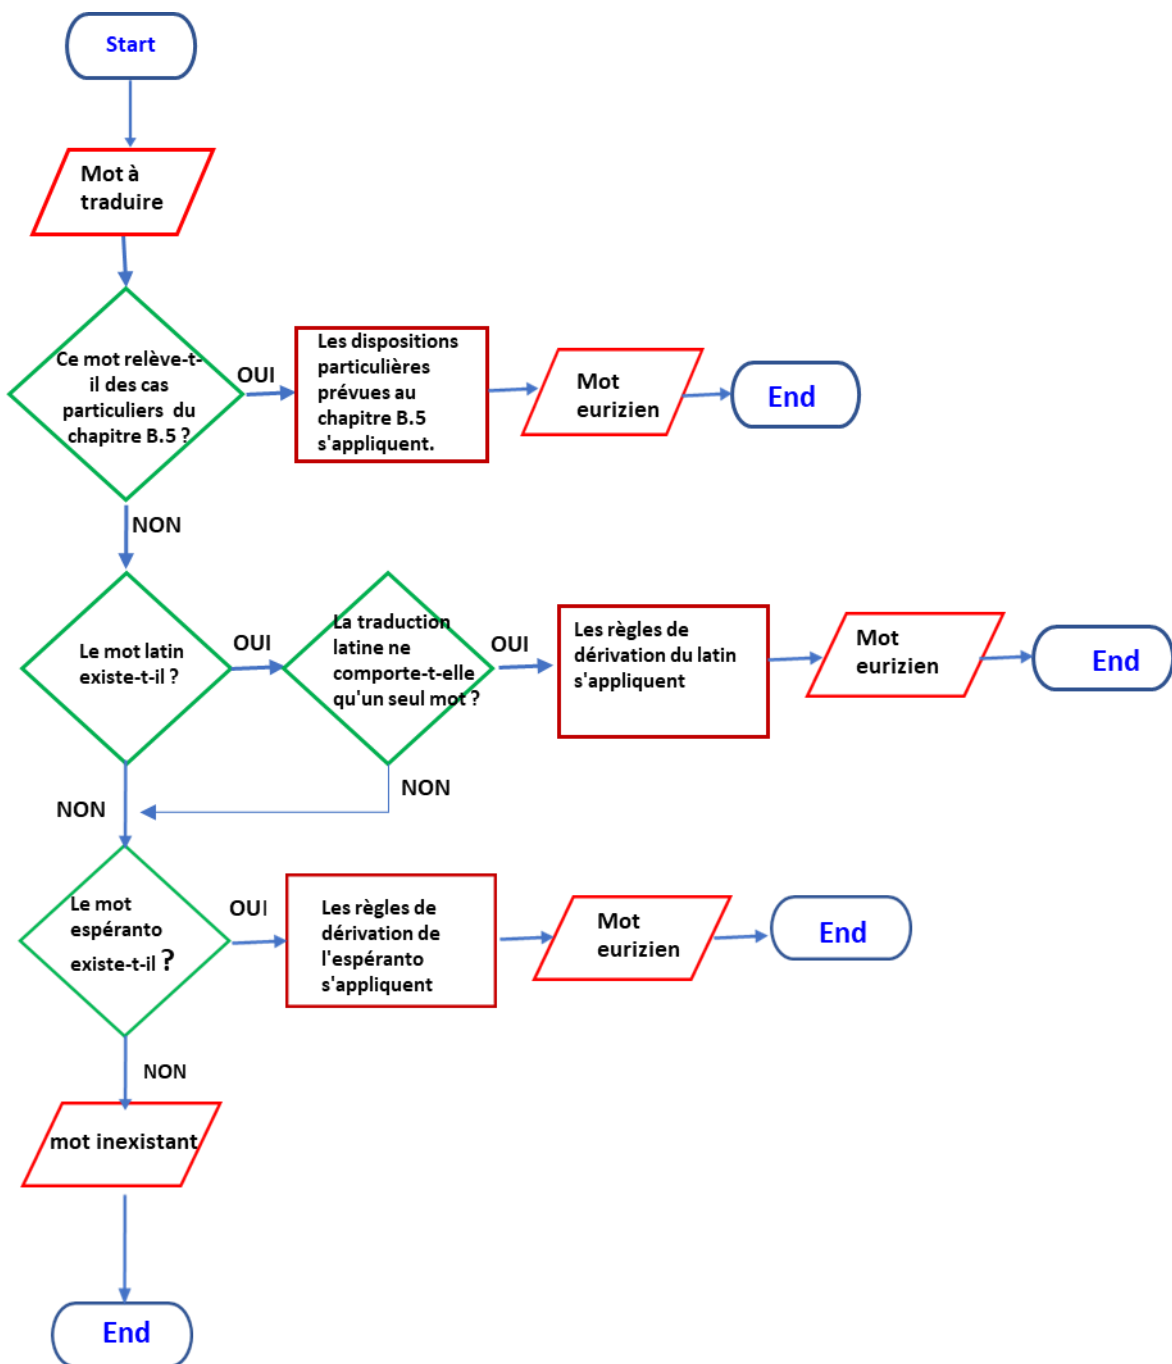 Start
Mot à
traduire
Ce mot relève-t-
il des cas
particuliers du
chapitre B.5 ?
OUI
Les dispositions
particulières
prévues au
chapitre B.5
s'appliquent.
Mot
eurizien
End
NON
Le mot latin
existe-t-il ?
OUI
La traduction
latine ne
comporte-t-elle
qu'un seul mot ?
OUI
Les règles de
dérivation du latin
s'appliquent
Mot
eurizien
End
NON
NON
Le mot
espéranto
existe-t-il ?
OUI
Les règles de
dérivation de
l'espéranto
s'appliquent
Mot
eurizien
End
NON
mot inexistant
End